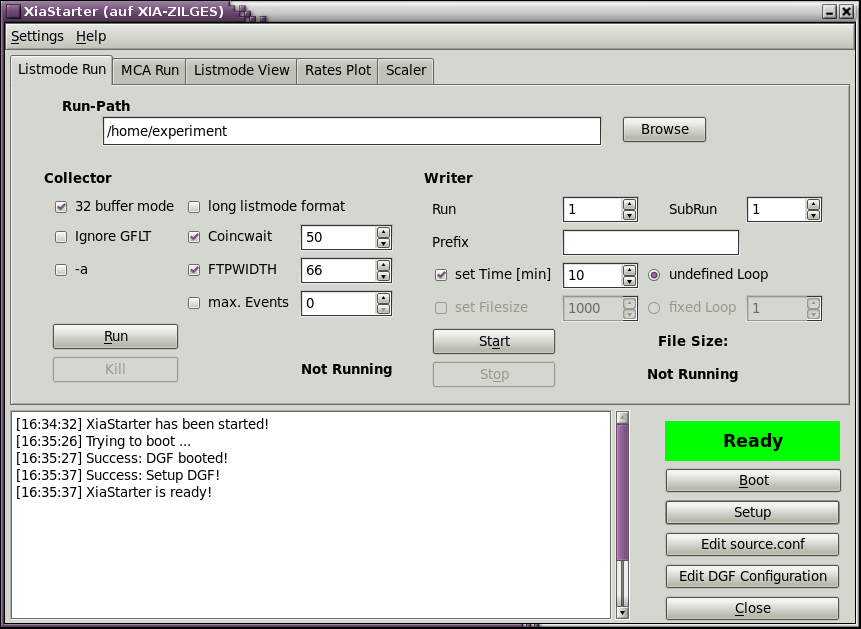 XiaStarter (auf XIA-ZILGES)
Settings Help
Listmode Run MCA Run Listmode View Rates Plot Scaler
Run-Path
/home/experiment Browse
Collector
32 buffer mode long listmode format
Ignore GFLT Coincwait 50
-a FTPWIDTH 66
max. Events 0
Run
Kill Not Running
Writer
Run 1 SubRun 1
Prefix
set Time [min] 10 undefined Loop
set Filesize 1000 fixed Loop 1
Start File Size:
Stop Not Running
[16:34:32] XiaStarter has been started!
[16:35:26] Trying to boot ...
[16:35:27] Success: DGF booted!
[16:35:37] Success: Setup DGF!
[16:35:37] XiaStarter is ready!
Ready
Boot
Setup
Edit source.conf
Edit DGF Configuration
Close